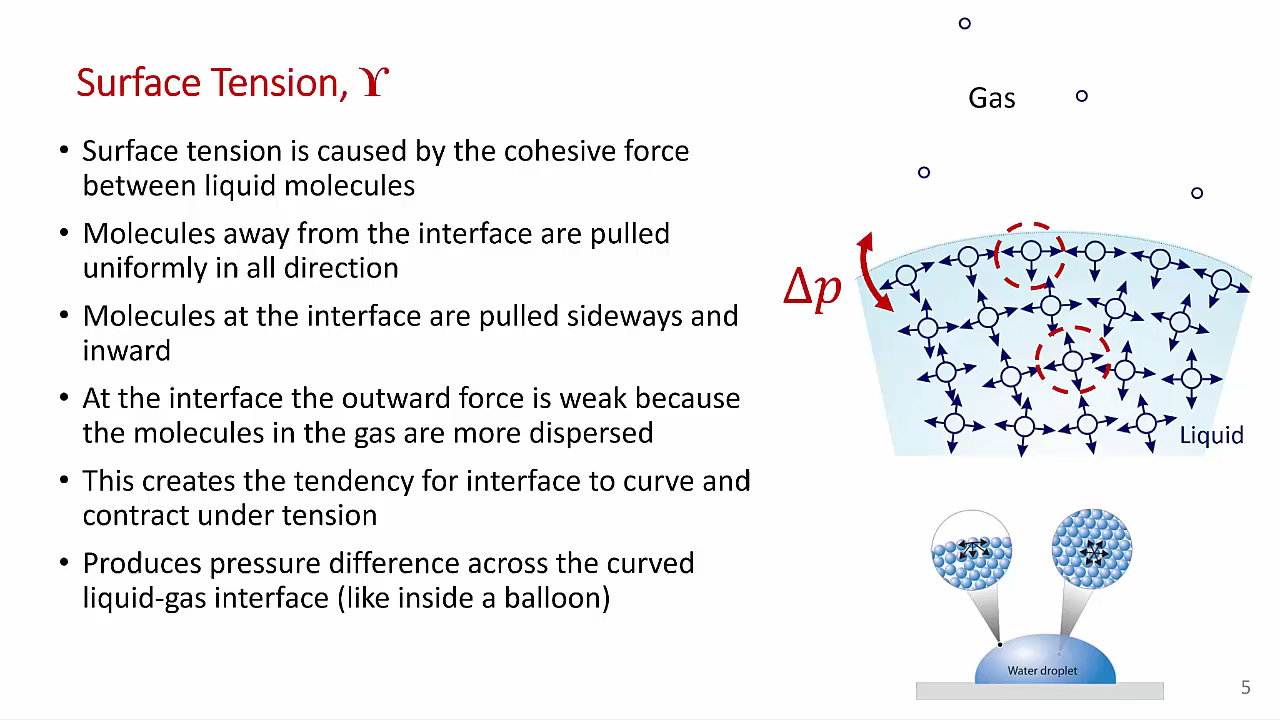 Surface Tension, ϒ
• Surface tension is caused by the cohesive force
between liquid molecules
• Molecules away from the interface are pulled
uniformly in all direction
• Molecules at the interface are pulled sideways and
inward
• At the interface the outward force is weak because
the molecules in the gas are more dispersed
• This creates the tendency for interface to curve and
contract under tension
• Produces pressure difference across the curved
liquid-gas interface (like inside a balloon)
Gas
Δp
Liquid
Water droplet
5